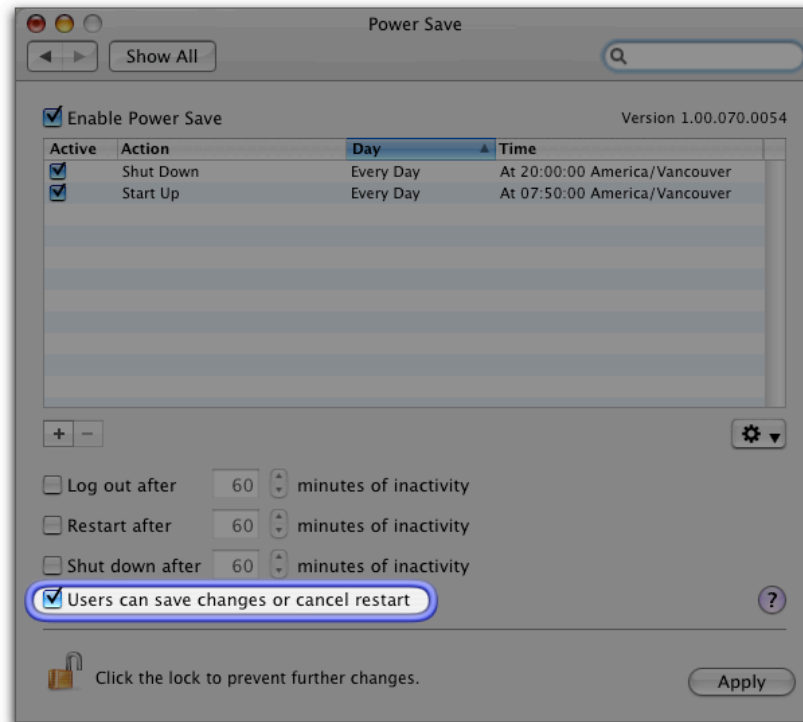 Power Save
Show All
Enable Power Save Version 1.00.070.0054
Active Action Day Time
Shut Down Every Day At 20:00:00 America/Vancouver
Start Up Every Day At 07:50:00 America/Vancouver
Log out after 60 minutes of inactivity
Restart after 60 minutes of inactivity
Shut down after 60 minutes of inactivity
Users can save changes or cancel restart ?
Click the lock to prevent further changes. Apply